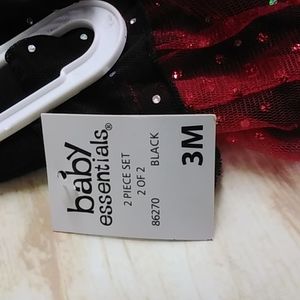 baby
essentials®
2 PIECE SET
2 OF 2
86270 BLACK
3M